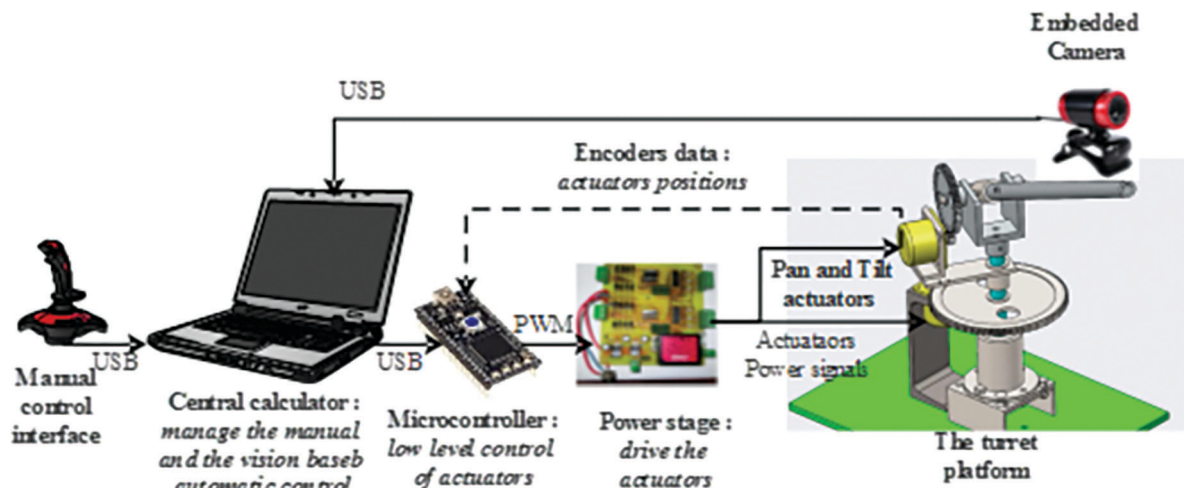 Embedded
Camera
USB
Encoders data :
actuators positions
Pan and Tilt
actuators
PWM
USB
USB
Actuataors
Power signals
Manual
control
interface
Central calculator :
manage the manual
and the vision baseb
automatic control
Microcontroller :
low level control
of actuators
Power stage :
drive the
actuators
The turret
platform